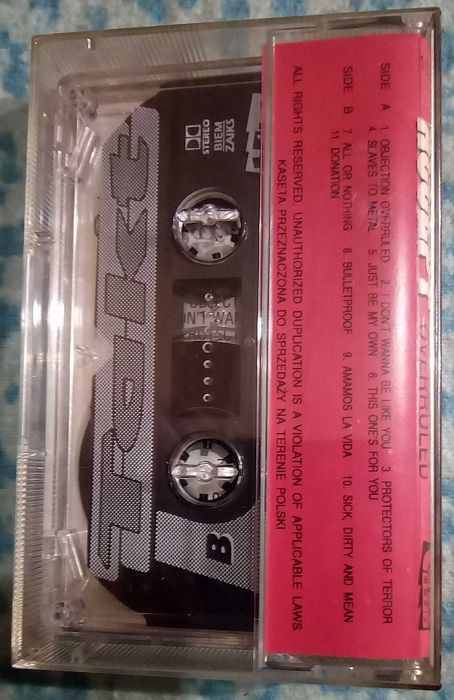 SIDE A 1. OBJECTION OVERRULED 2. I DON'T WANNA BE LIKE YOU 3. PROTECTORS OF TERROR
4. SLAVES TO METAL 5. JUST BE MY OWN 6. THIS ONE'S FOR YOU
SIDE B 7. ALL OR NOTHING 8. BULLETPROOF 9. AMAMOS LA VIDA 10. SICK, DIRTY AND MEAN
11 DONATION
ALL RIGHTS RESERVED. UNAUTHORIZED DUPLICATION IS A VIOLATION OF APPLICABLE LAWS
KASETA PRZEZNACZONA DO SPRZEDAŻY NA TERENIE POLSKI
OVERRULED
STEREO
BIEM
ZAIKS
Takt
B